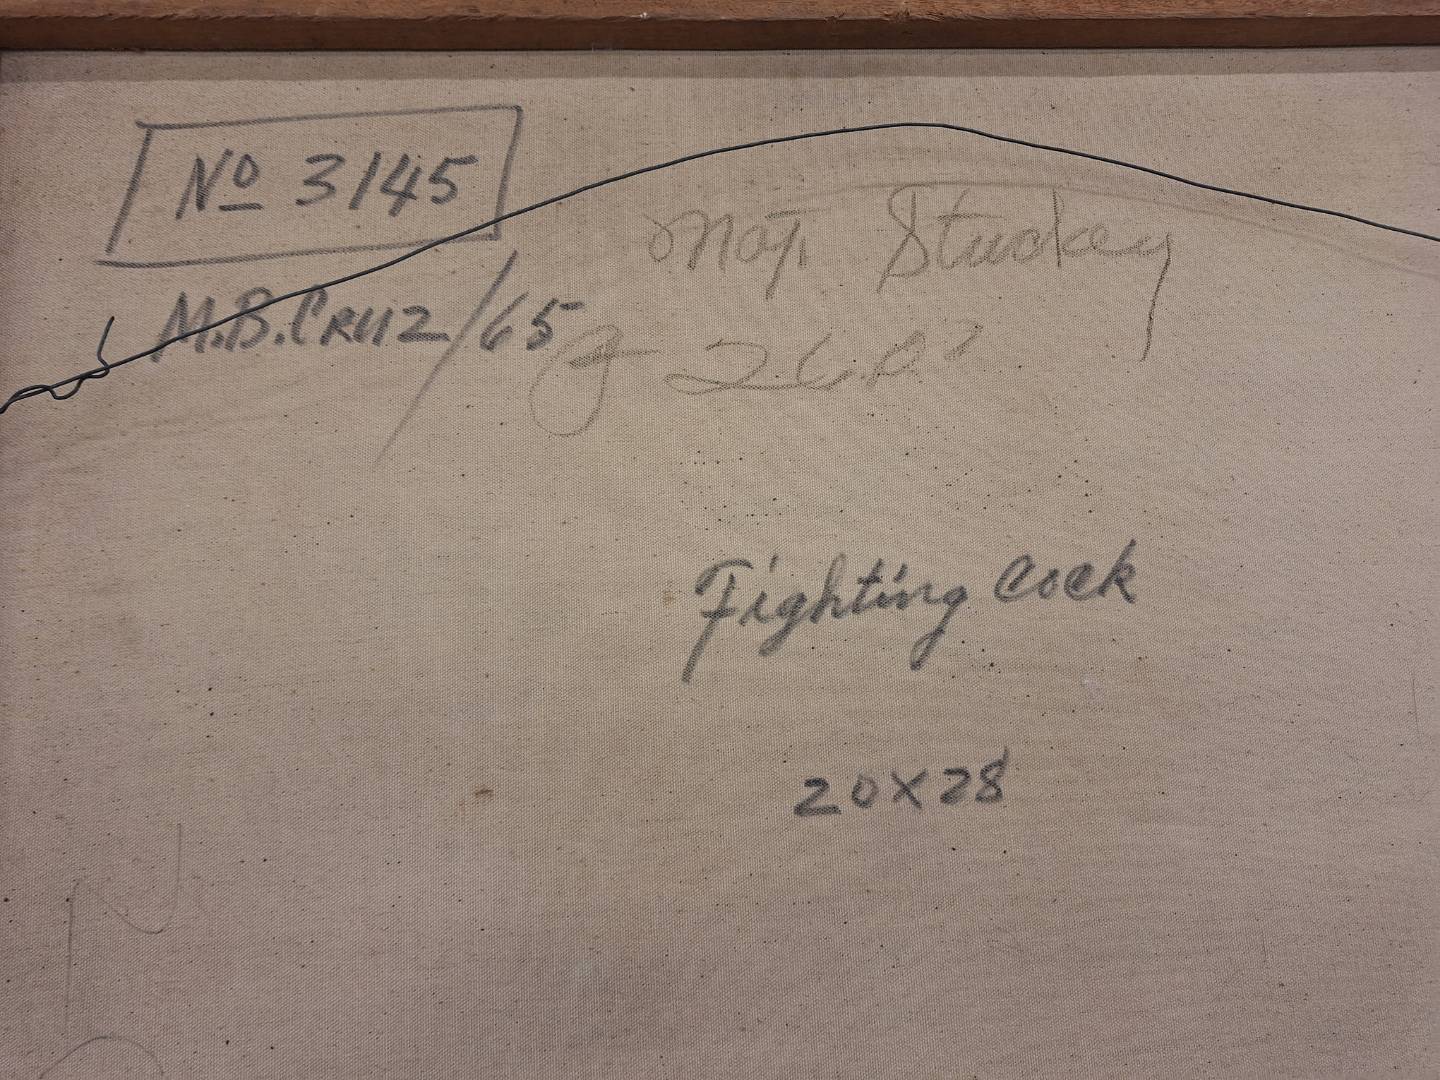 Nº 3145
M.B. CRUZ/65
Maj. Stuckey
Fighting Cock
20X28